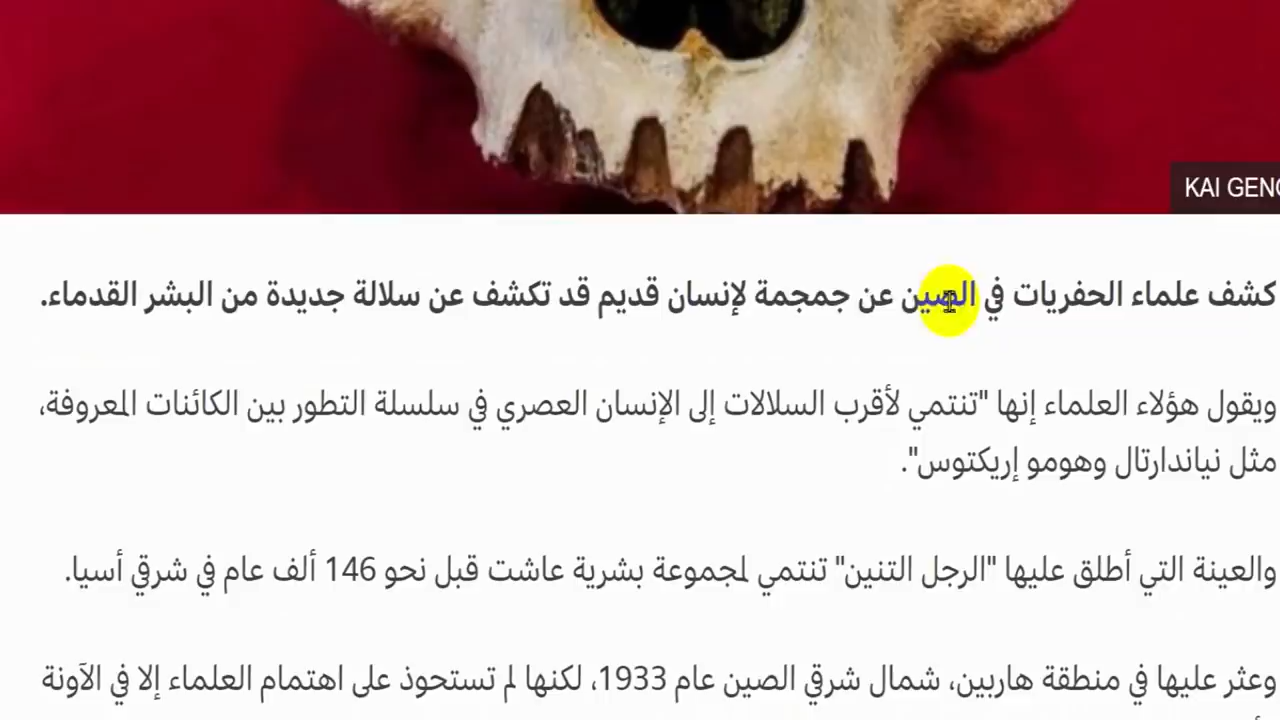 KAI GENG
كشف علماء الحفريات في الصين عن جمجمة لإنسان قديم قد تكشف عن سلالة جديدة من البشر القدماء.
ويقول هؤلاء العلماء إنها "تنتمي لأقرب السلالات إلى الإنسان العصري في سلسلة التطور بين الكائنات المعروفة،
مثل نياندارتال وهومو إريكتوس".
والعينة التي أطلق عليها "الرجل التنين" تنتمي لمجموعة بشرية عاشت قبل نحو 146 ألف عام في شرقي أسيا.
وعثر عليها في منطقة هاربين، شمال شرقي الصين عام 1933، لكنها لم تستحوذ على اهتمام العلماء إلا في الآونة